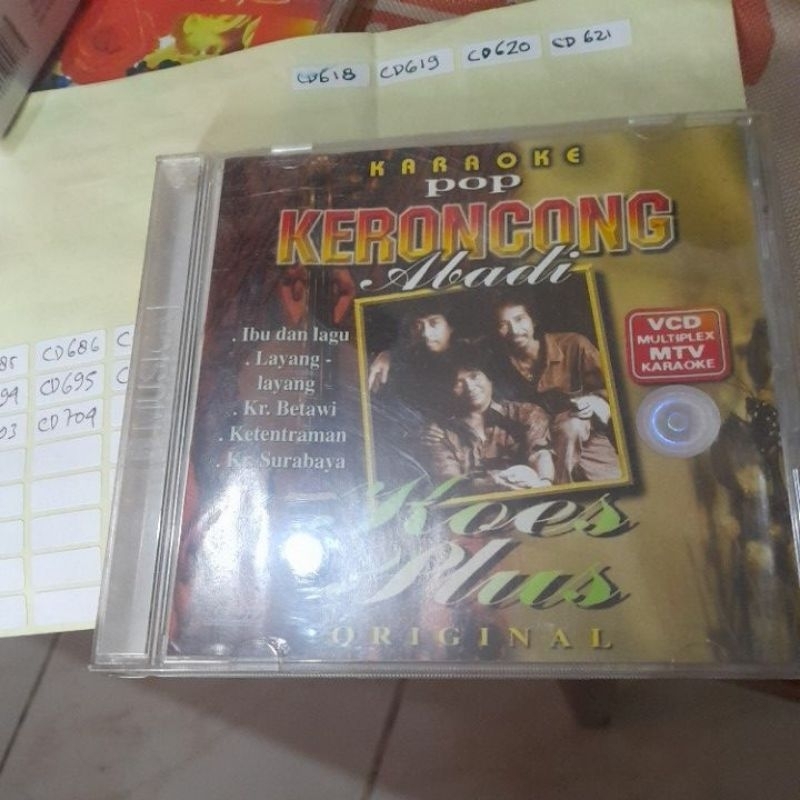 CD618 CD619 CD620 CD621
KARAOKE
pop
KERONCONG
Abadi
. Ibu dan lagu
. Layang -
layang
. Kr. Betawi
. Ketentraman
. Kr. Surabaya
VCD
MULTIPLEX
MTV
KARAOKE
Koes
Plus
ORIGINAL
CD686
CD695
CD704